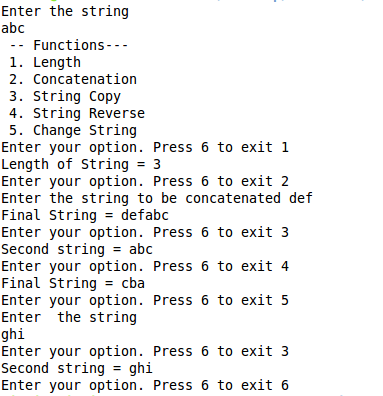 Enter the string
abc
-- Functions---
1. Length
2. Concatenation
3. String Copy
4. String Reverse
5. Change String
Enter your option. Press 6 to exit 1
Length of String = 3
Enter your option. Press 6 to exit 2
Enter the string to be concatenated def
Final String = defabc
Enter your option. Press 6 to exit 3
Second string = abc
Enter your option. Press 6 to exit 4
Final String = cba
Enter your option. Press 6 to exit 5
Enter  the string
ghi
Enter your option. Press 6 to exit 3
Second string = ghi
Enter your option. Press 6 to exit 6